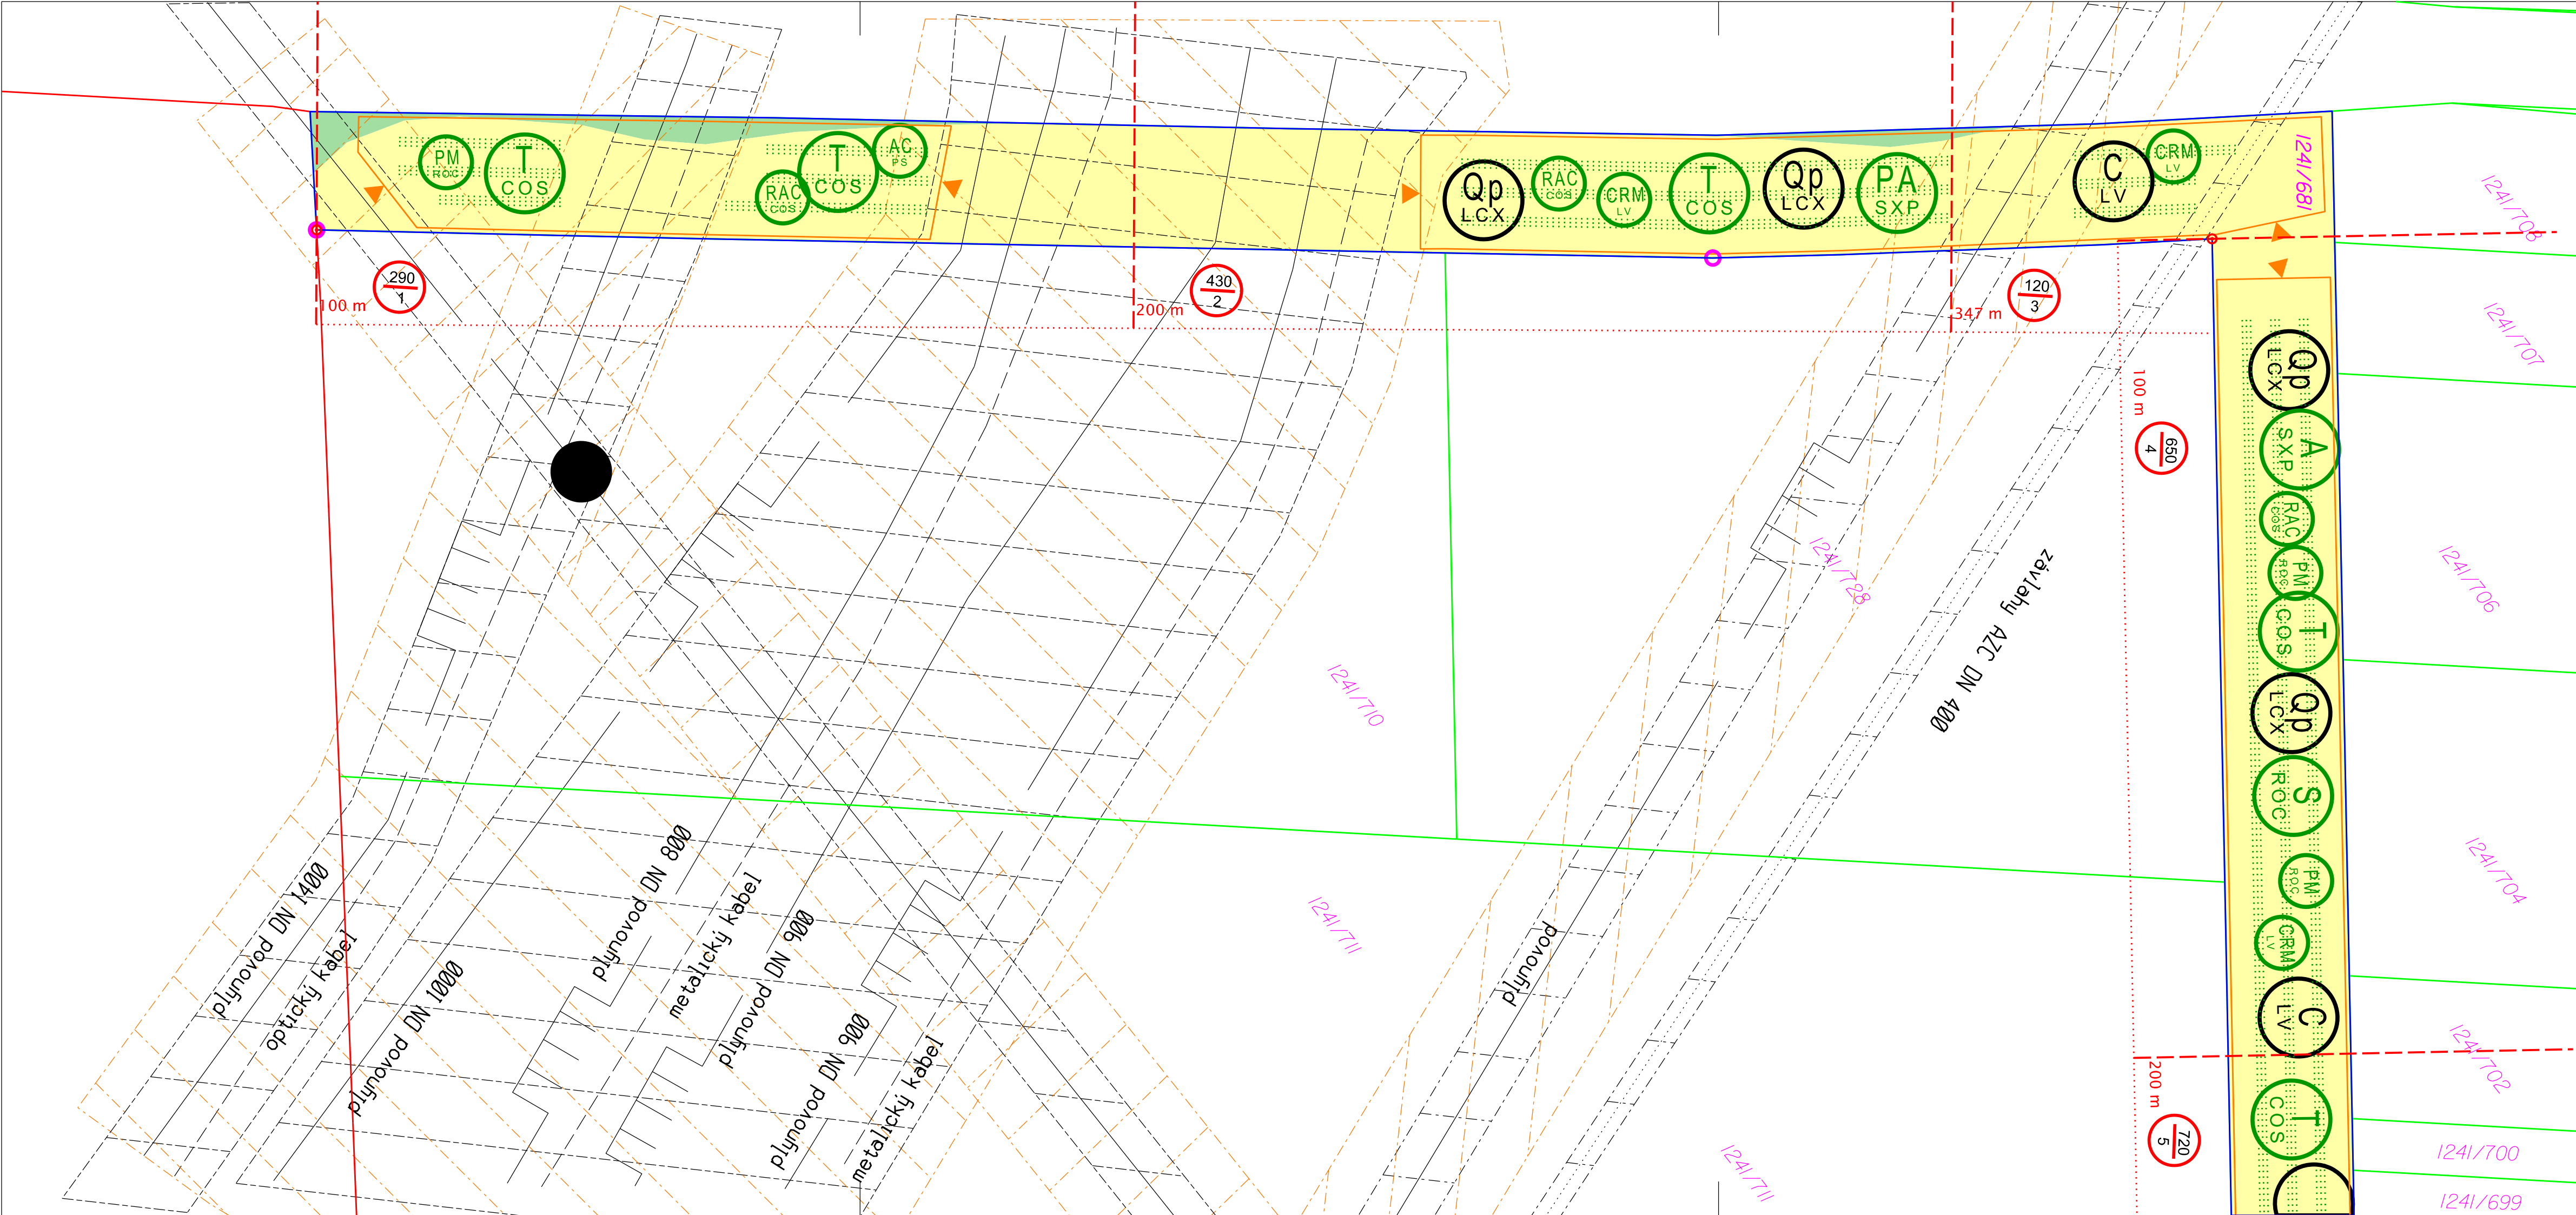 PM
ROC
T
COS
RAC
COS
T
COS
AC
PS
Qp
LCX
RAC
COS
CRM
LV
T
COS
Qp
LCX
PA
SXP
C
LV
CRM
LV
1241/681
1241/708
290
1
100 m
430
2
200 m
120
3
347 m
1241/707
Qp
LCX
100 m
650
4
A
SXP
RAC
COS
PM
ROC
T
COS
1241/706
1241/728
závlahy AZC DN 400
1241/710
Qp
LCX
S
ROC
PM
ROC
1241/704
CRM
LV
C
LV
plynovod DN 1400
optický kabel
plynovod DN 1000
plynovod DN 800
metalický kabel
plynovod DN 900
plynovod DN 900
metalický kabel
1241/711
plynovod
1241/702
200 m
720
5
T
COS
1241/711
1241/700
1241/699